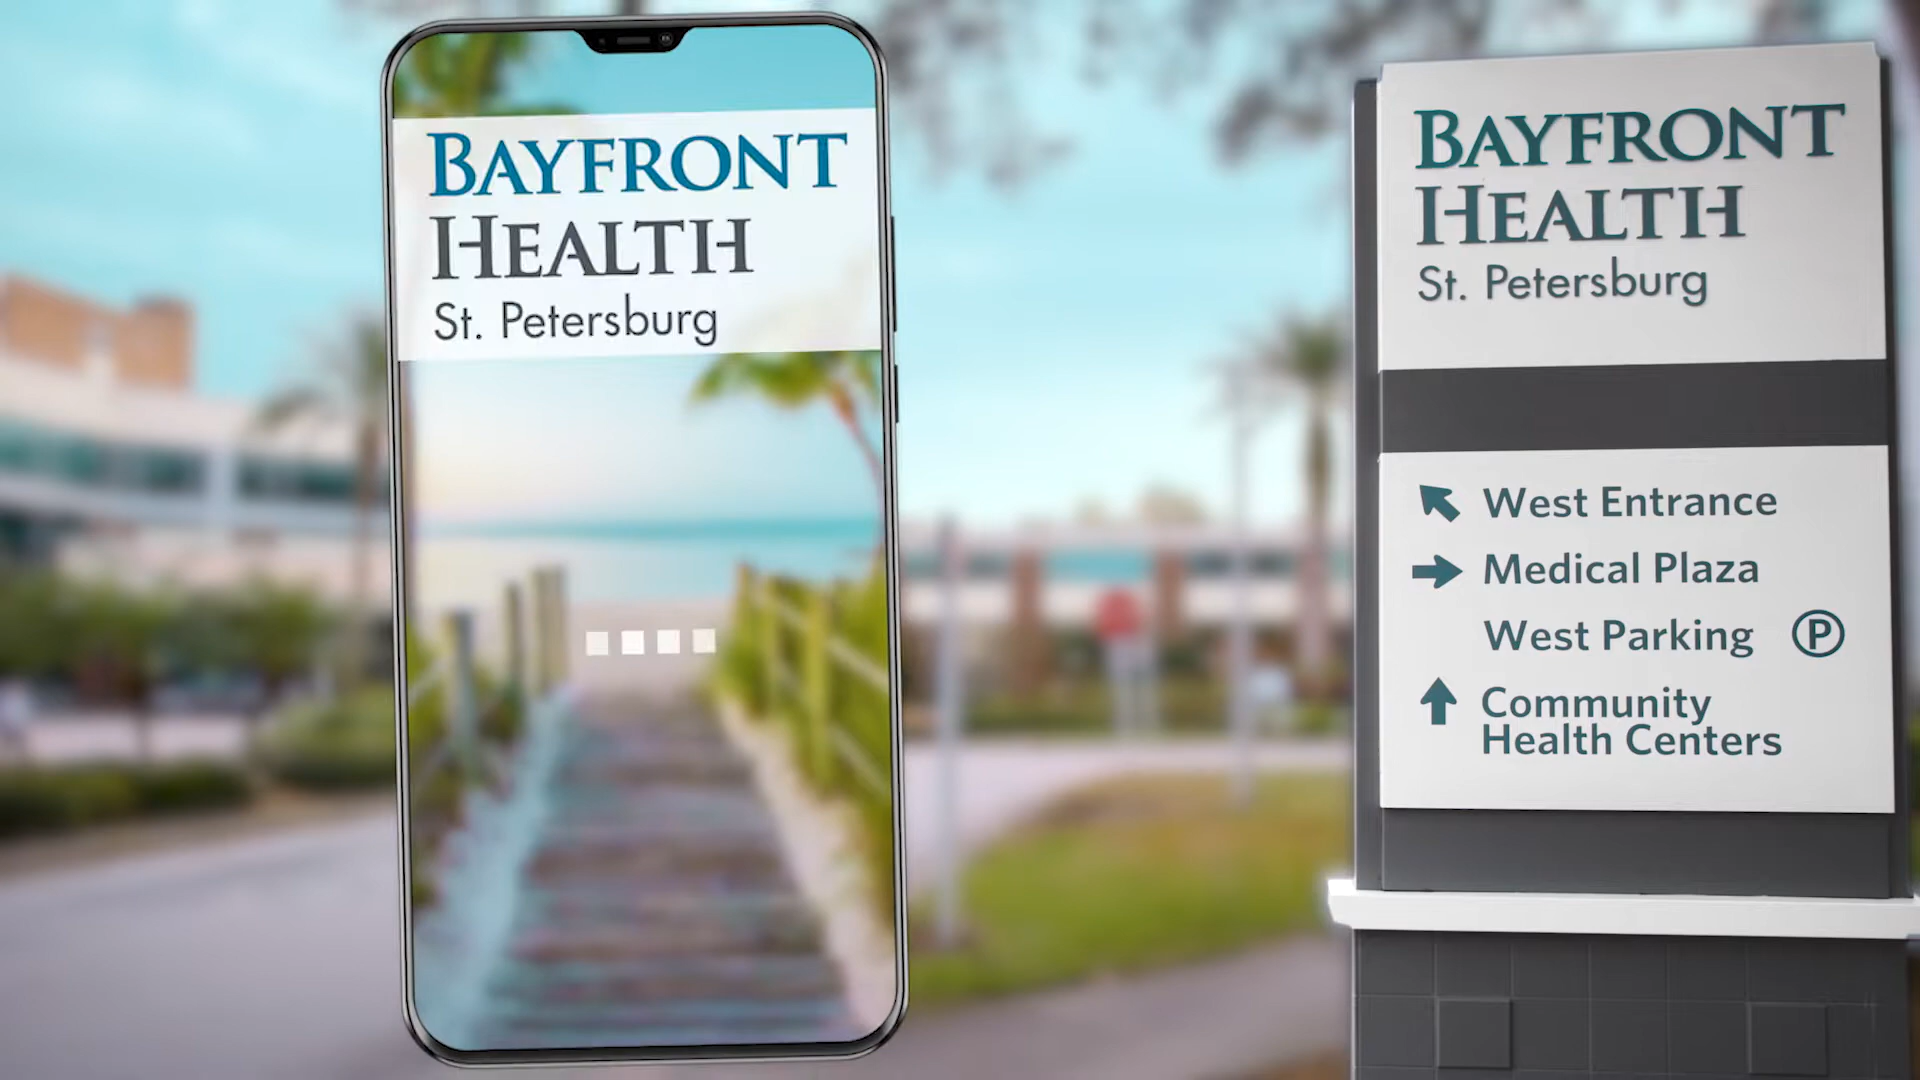 BAYFRONT
HEALTH
St. Petersburg
BAYFRONT
HEALTH
St. Petersburg
West Entrance
Medical Plaza
West Parking P
Community
Health Centers